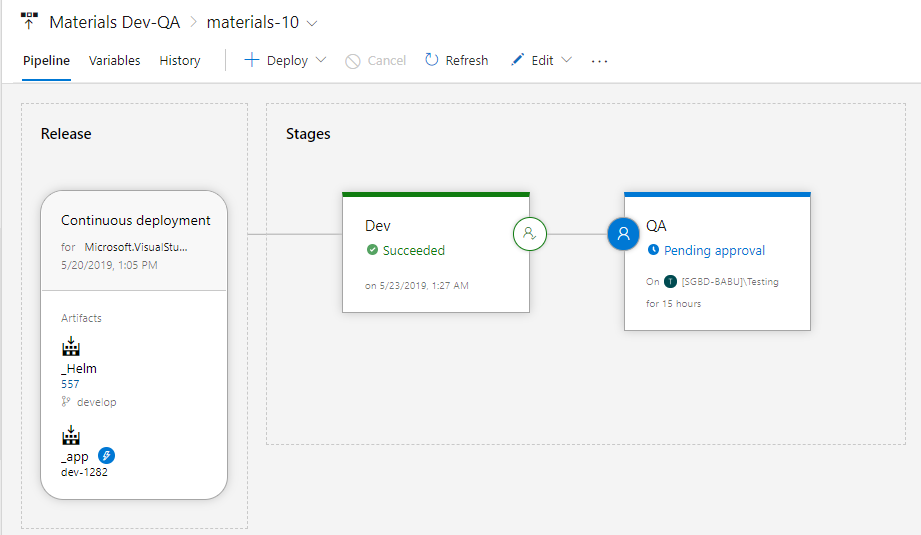 Materials Dev-QA > materials-10
Pipeline Variables History Deploy Cancel Refresh Edit ...
Release
Continuous deployment
for Microsoft.VisualStu...
5/20/2019, 1:05 PM
Artifacts
_Helm
557
develop
_app
dev-1282
Stages
Dev
Succeeded
on 5/23/2019, 1:27 AM
QA
Pending approval
On T [SGBD-BABU]\Testing
for 15 hours